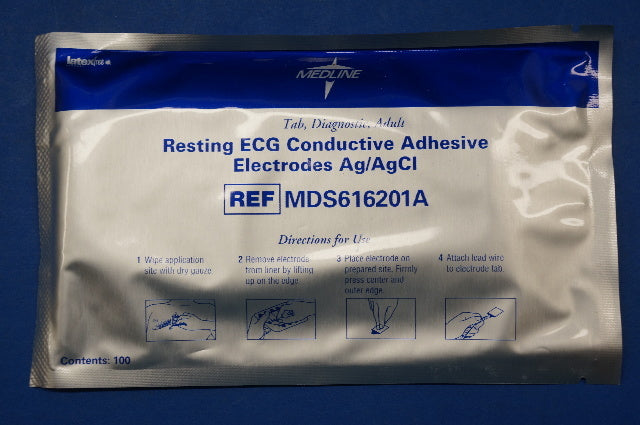 latexfree
MEDLINE
Tab, Diagnostic, Adult
Resting ECG Conductive Adhesive
Electrodes Ag/AgCl
REF MDS616201A
Directions for Use
1 Wipe application
site with dry gauze.
2 Remove electrode
from liner by lifting
up on the edge.
3 Place electrode on
prepared site. Firmly
press center and
outer edge.
4 Attach lead wire
to electrode tab.
Contents: 100